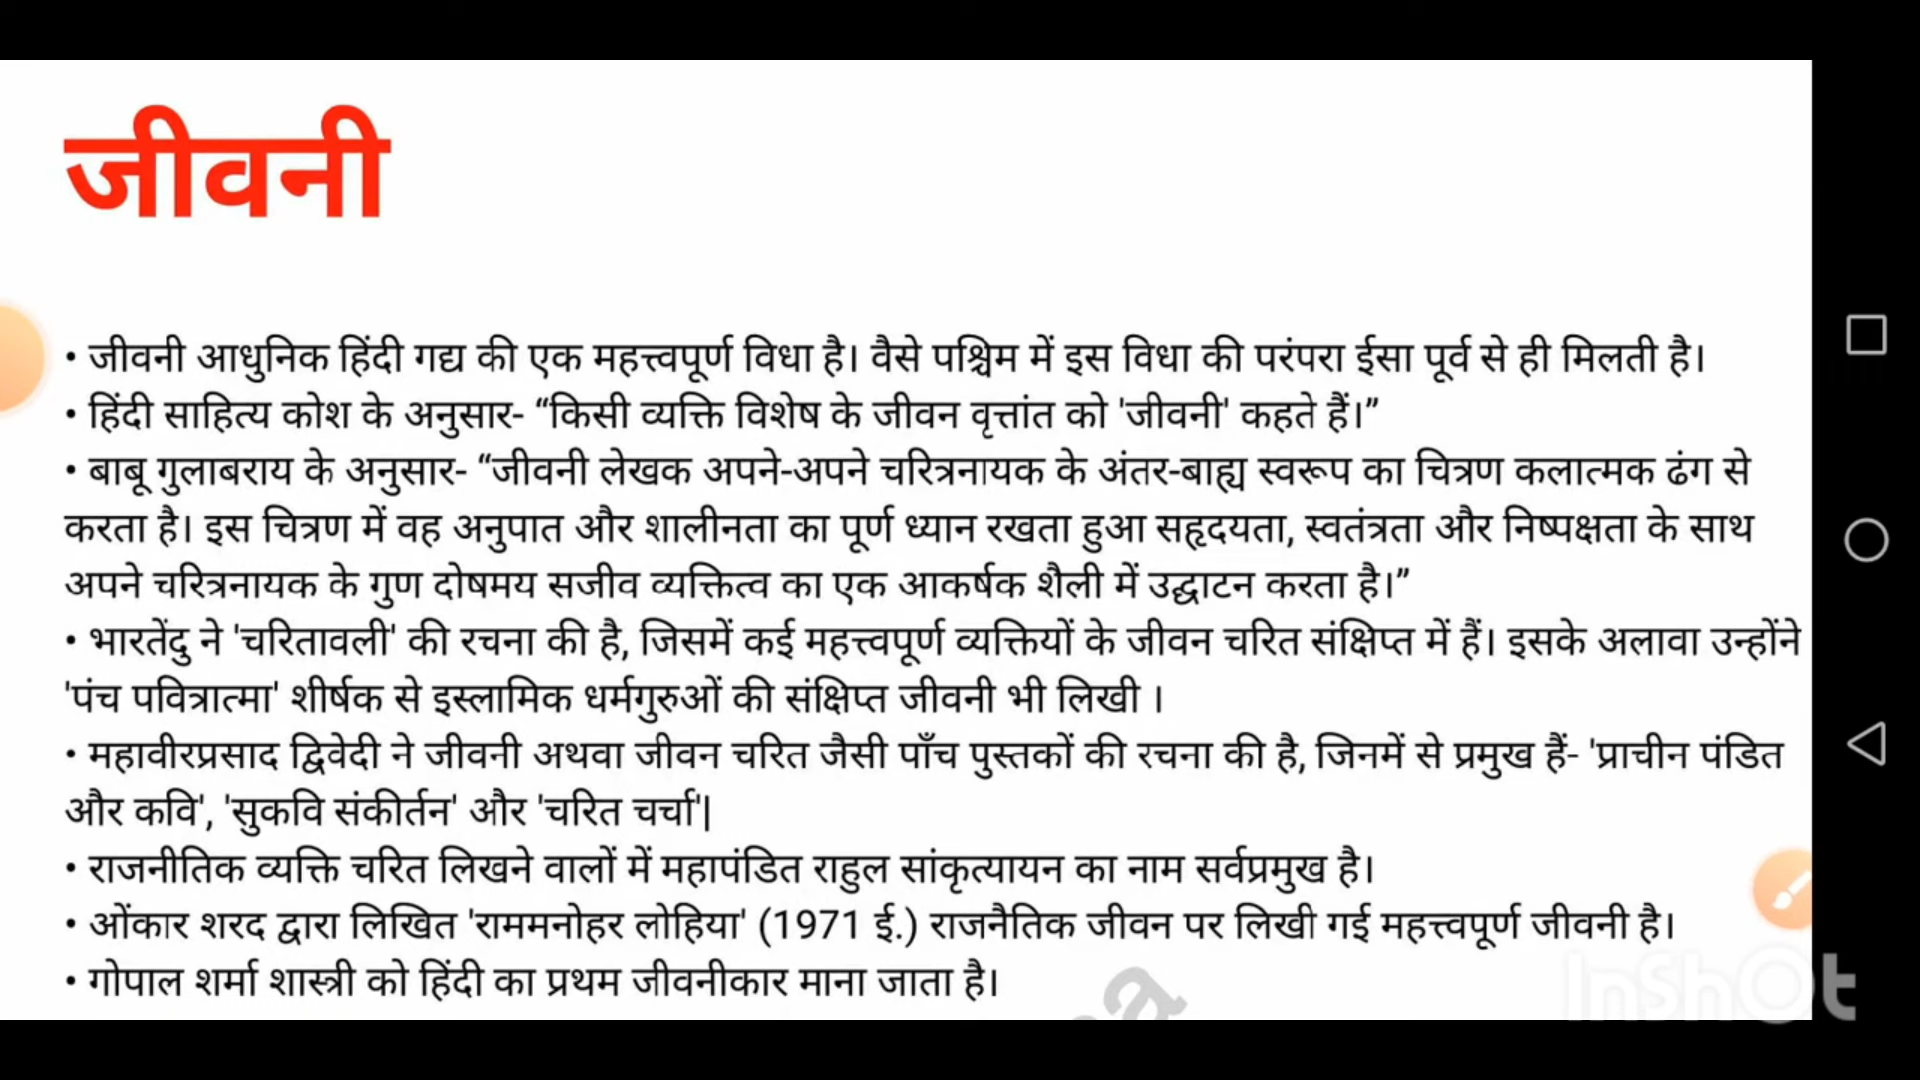 जीवनी
• जीवनी आधुनिक हिंदी गद्य की एक महत्त्वपूर्ण विधा है। वैसे पश्चिम में इस विधा की परंपरा ईसा पूर्व से ही मिलती है।
• हिंदी साहित्य कोश के अनुसार- “किसी व्यक्ति विशेष के जीवन वृत्तांत को 'जीवनी' कहते हैं।”
• बाबू गुलाबराय के अनुसार- “जीवनी लेखक अपने-अपने चरित्रनायक के अंतर-बाह्य स्वरूप का चित्रण कलात्मक ढंग से
करता है। इस चित्रण में वह अनुपात और शालीनता का पूर्ण ध्यान रखता हुआ सहृदयता, स्वतंत्रता और निष्पक्षता के साथ
अपने चरित्रनायक के गुण दोषमय सजीव व्यक्तित्व का एक आकर्षक शैली में उद्घाटन करता है।”
• भारतेंदु ने 'चरितावली' की रचना की है, जिसमें कई महत्त्वपूर्ण व्यक्तियों के जीवन चरित संक्षिप्त में हैं। इसके अलावा उन्होंने
'पंच पवित्रात्मा' शीर्षक से इस्लामिक धर्मगुरुओं की संक्षिप्त जीवनी भी लिखी ।
• महावीरप्रसाद द्विवेदी ने जीवनी अथवा जीवन चरित जैसी पाँच पुस्तकों की रचना की है, जिनमें से प्रमुख हैं- 'प्राचीन पंडित
और कवि', 'सुकवि संकीर्तन' और 'चरित चर्चा'|
• राजनीतिक व्यक्ति चरित लिखने वालों में महापंडित राहुल सांकृत्यायन का नाम सर्वप्रमुख है।
• ओंकार शरद द्वारा लिखित 'राममनोहर लोहिया' (1971 ई.) राजनैतिक जीवन पर लिखी गई महत्त्वपूर्ण जीवनी है।
• गोपाल शर्मा शास्त्री को हिंदी का प्रथम जीवनीकार माना जाता है।
InShOt